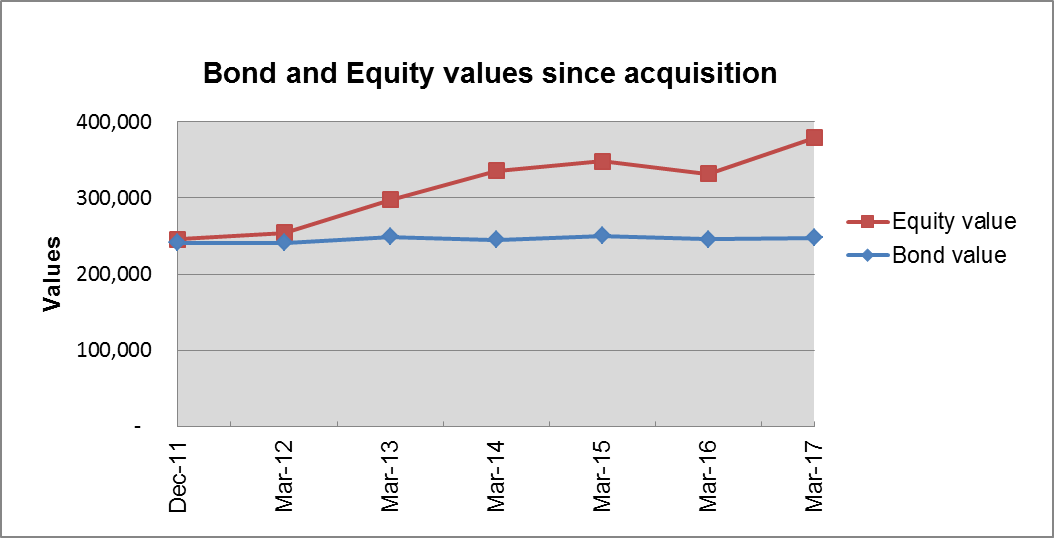 Bond and Equity values since acquisition
400,000
300,000
200,000
100,000
-
Values
Dec-11
Mar-12
Mar-13
Mar-14
Mar-15
Mar-16
Mar-17
Equity value
Bond value